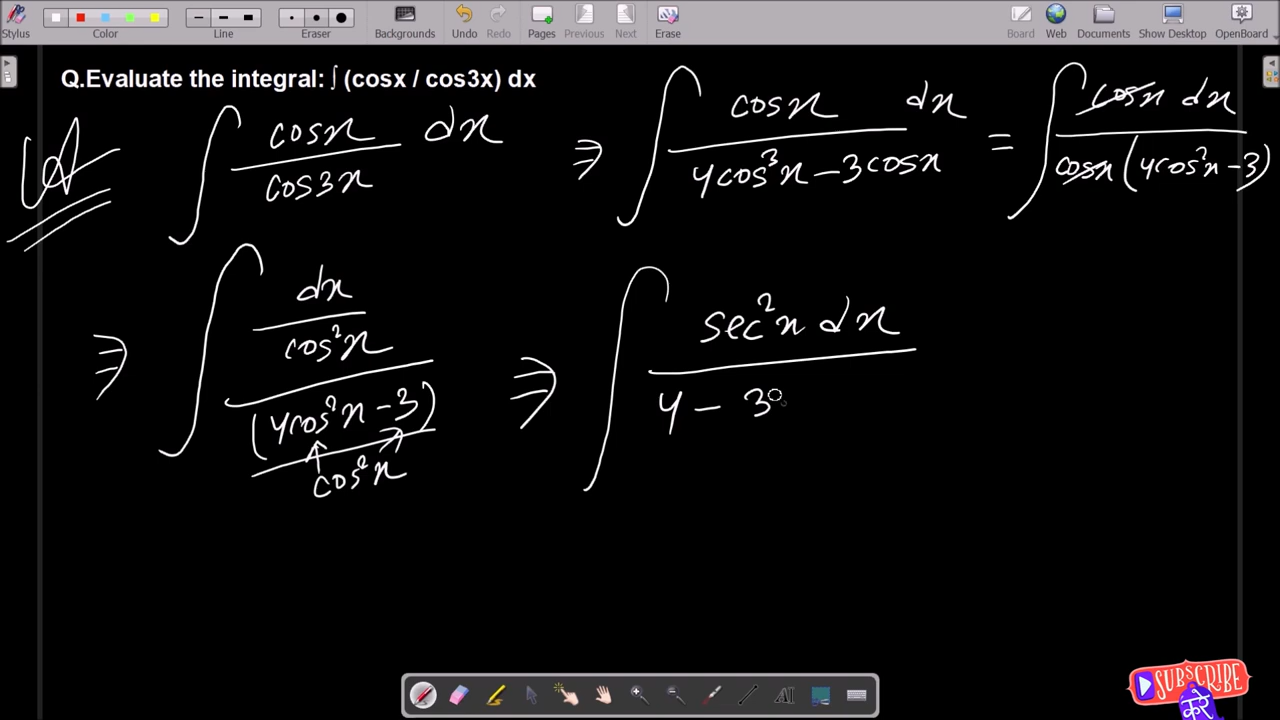 Stylus Color Line Eraser Backgrounds Undo Redo Pages Previous Next Erase Board Web Documents Show Desktop OpenBoard
Q.Evaluate the integral: ∫ (cosx / cos3x) dx
∫ cosx / cos3x dx ⇒ ∫ cosx / 4cos³x – 3cosx dx = ∫ cosx dx / cosx (4cos²x – 3)
⇒ ∫ dx / cos²x / (4cos²x – 3) / cos²x ⇒ ∫ sec²x dx / 4 – 3
SUBSCRIBE
करे